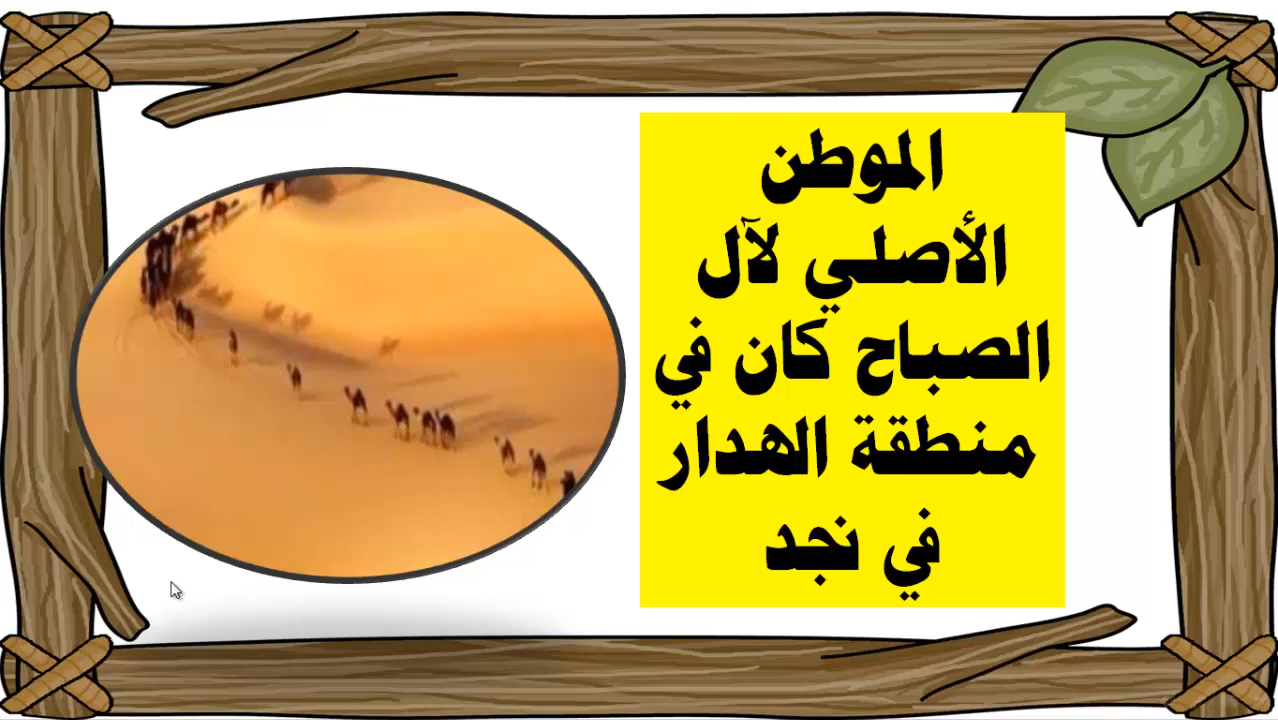 الموطن
الأصلي لآل
الصباح كان في
منطقة الهدار
في نجد